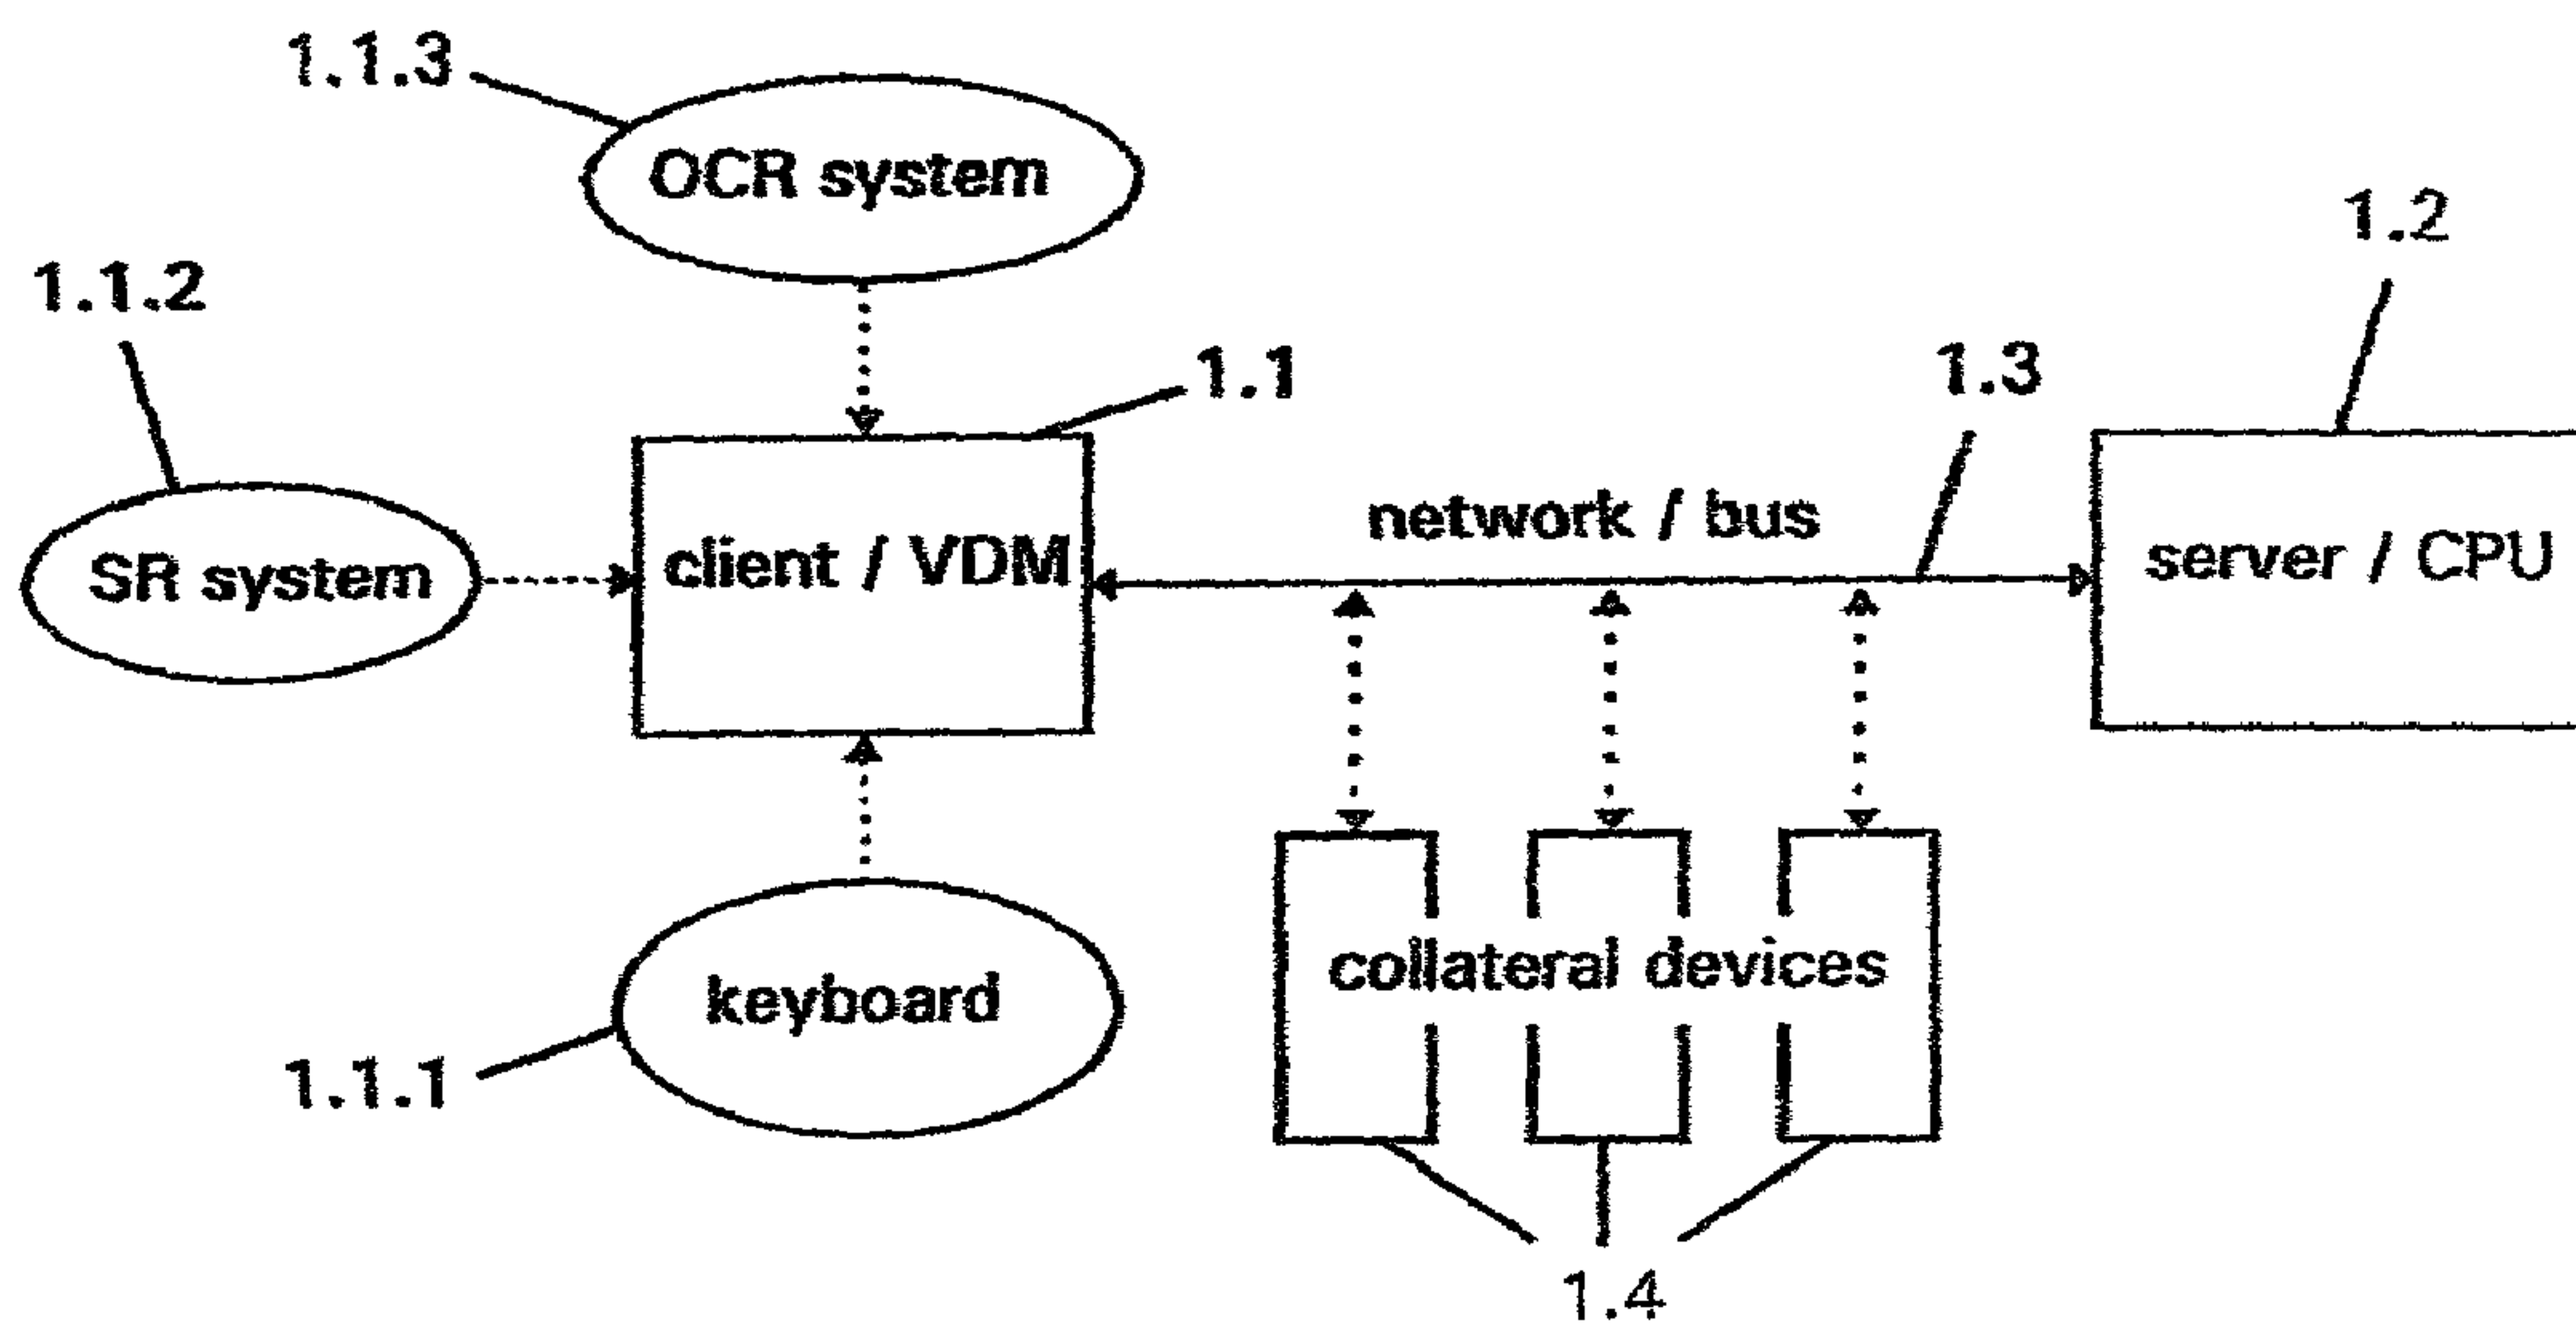 1.1.3
OCR system
1.2
1.1.2
1.1
1.3
network / bus
SR system
client / VDM
server / CPU
keyboard
collateral devices
1.1.1
1.4